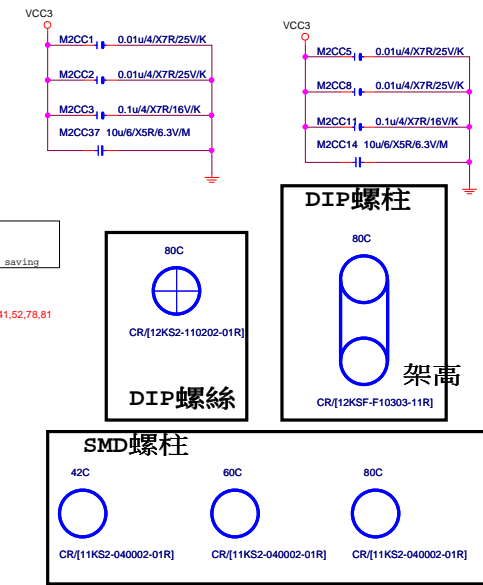 VCC3
M2CC1 0.01u/4/X7R/25V/K
M2CC2 0.01u/4/X7R/25V/K
M2CC3 0.1u/4/X7R/16V/K
M2CC37 10u/6/X5R/6.3V/M
VCC3
M2CC5 0.01u/4/X7R/25V/K
M2CC8 0.01u/4/X7R/25V/K
M2CC11 0.1u/4/X7R/16V/K
M2CC14 10u/6/X5R/6.3V/M
saving
41,52,78,81
80C
CR/[12KS2-110202-01R]
DIP螺絲
DIP螺柱
80C
架高
CR/[12KSF-F10303-11R]
SMD螺柱
42C 60C 80C
CR/[11KS2-040002-01R] CR/[11KS2-040002-01R] CR/[11KS2-040002-01R]